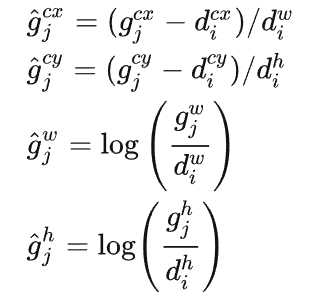 ĝ_j^{cx} = (g_j^{cx} − d_i^{cx})/d_i^w
ĝ_j^{cy} = (g_j^{cy} − d_i^{cy})/d_i^h
ĝ_j^w = log(g_j^w / d_i^w)
ĝ_j^h = log(g_j^h / d_i^h)